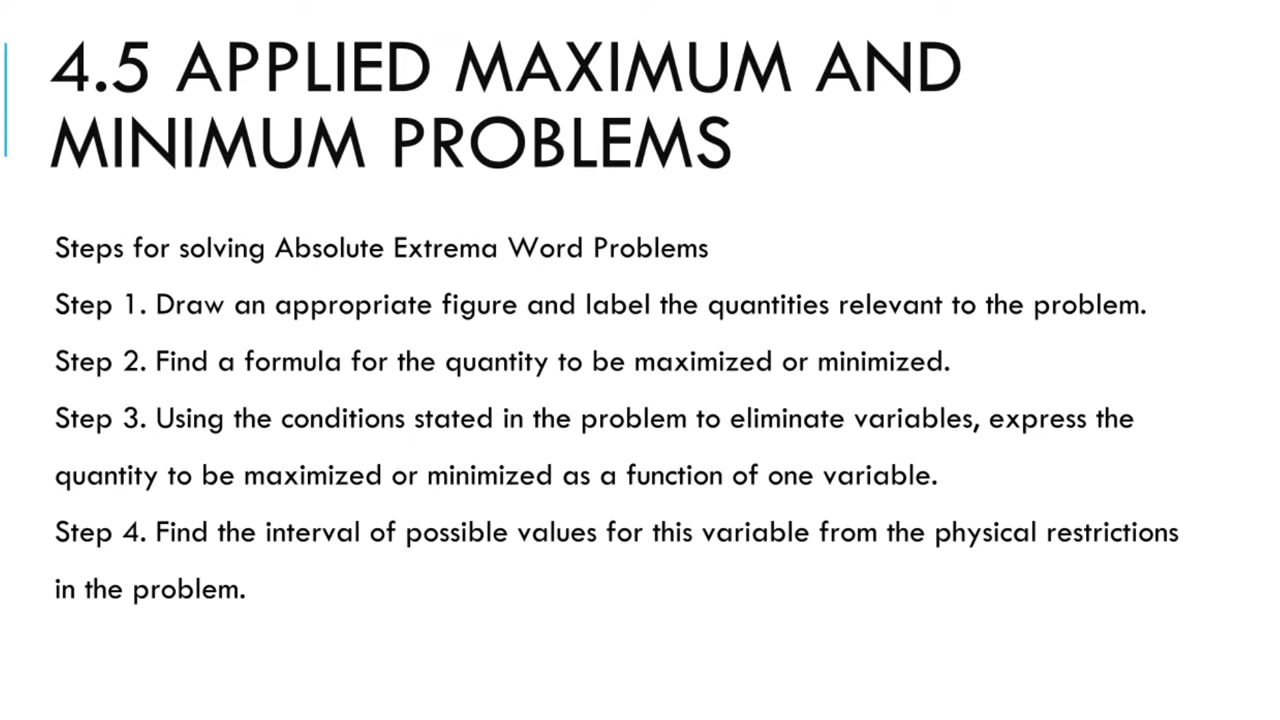 4.5 APPLIED MAXIMUM AND
MINIMUM PROBLEMS
Steps for solving Absolute Extrema Word Problems
Step 1. Draw an appropriate figure and label the quantities relevant to the problem.
Step 2. Find a formula for the quantity to be maximized or minimized.
Step 3. Using the conditions stated in the problem to eliminate variables, express the
quantity to be maximized or minimized as a function of one variable.
Step 4. Find the interval of possible values for this variable from the physical restrictions
in the problem.